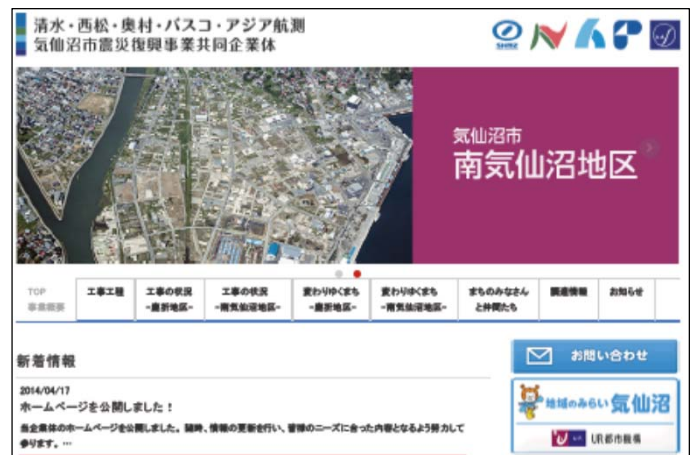 清水・西松・奥村・パスコ・アジア航測
気仙沼市震災復興事業共同企業体
気仙沼市
南気仙沼地区
TOP
事業概要
工事工程
工事の状況
-鹿折地区-
工事の状況
-南気仙沼地区-
変わりゆくまち
-鹿折地区-
変わりゆくまち
-南気仙沼地区-
まちのみなさん
と仲間たち
調達情報
お知らせ
新着情報
お問い合わせ
2014/04/17
ホームページを公開しました！
当企業体のホームページを公開しました。随時、情報の更新を行い、皆様のニーズに合った内容となるよう努力して
参ります。…
地域のみらい 気仙沼
UR都市機構